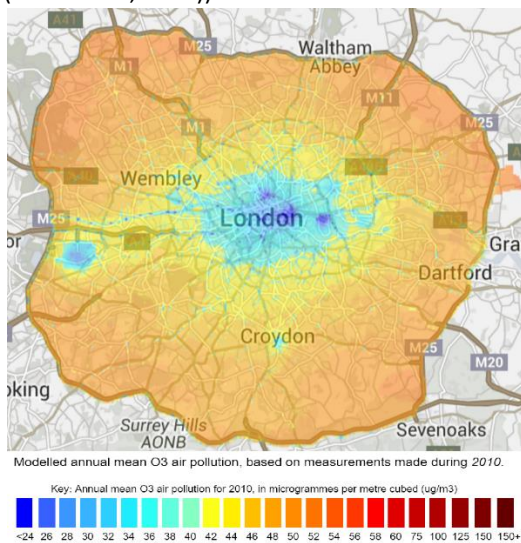 A41
M25
Waltham
Abbey
M1
M11
M1
M25
Wembley
M25
London
A13
Gra
Dartford
Croydon
M25
M20
oking
Surrey Hills
AONB
Sevenoaks
Modelled annual mean O3 air pollution, based on measurements made during 2010.
Key: Annual mean O3 air pollution for 2010, in microgrammes per metre cubed (ug/m3)
<24 26 28 30 32 34 36 38 40 42 44 46 48 50 52 54 56 58 60 75 100 125 150 150+